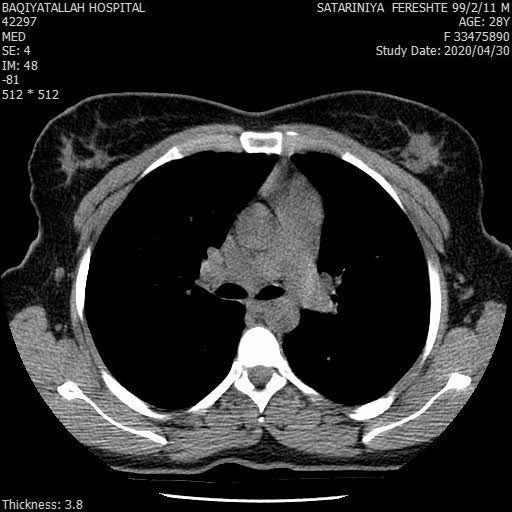 BAQIYATALLAH HOSPITAL
42297
MED
SE: 4
IM: 48
-81
512 * 512
SATARINIYA FERESHTE 99/2/11 M
AGE: 28Y
F 33475890
Study Date: 2020/04/30
Thickness: 3.8